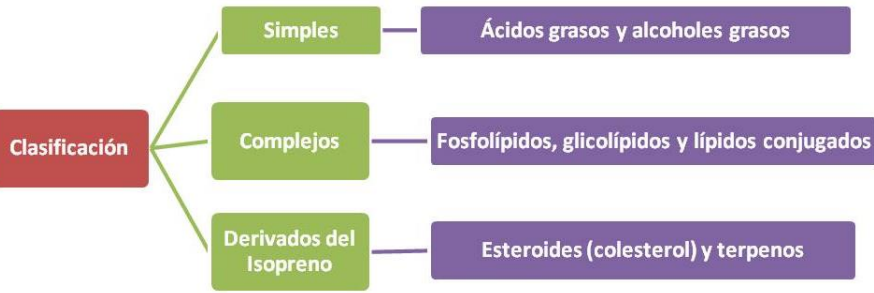 Clasificación
Simples
Ácidos grasos y alcoholes grasos
Complejos
Fosfolípidos, glicolípidos y lípidos conjugados
Derivados del
Isopreno
Esteroides (colesterol) y terpenos